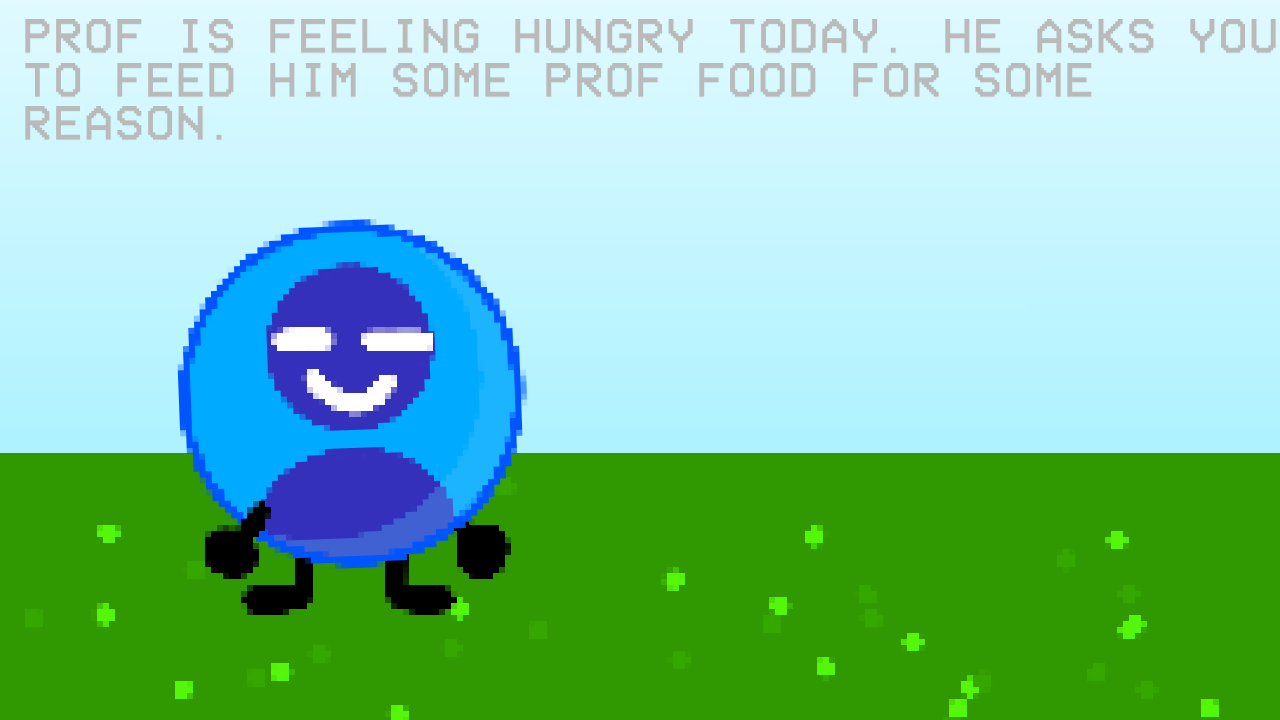 PROF IS FEELING HUNGRY TODAY. HE ASKS YOU
TO FEED HIM SOME PROF FOOD FOR SOME
REASON.